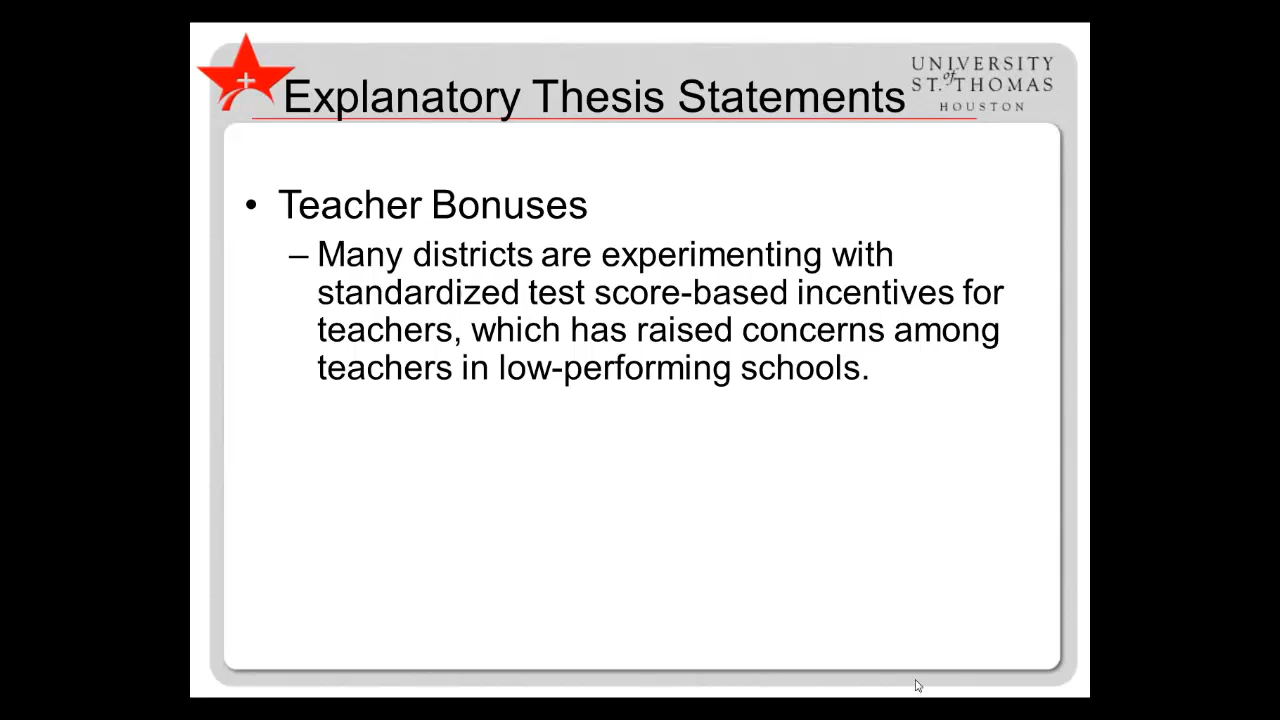 Explanatory Thesis Statements
UNIVERSITY
of
ST. THOMAS
HOUSTON
• Teacher Bonuses
– Many districts are experimenting with
standardized test score-based incentives for
teachers, which has raised concerns among
teachers in low-performing schools.